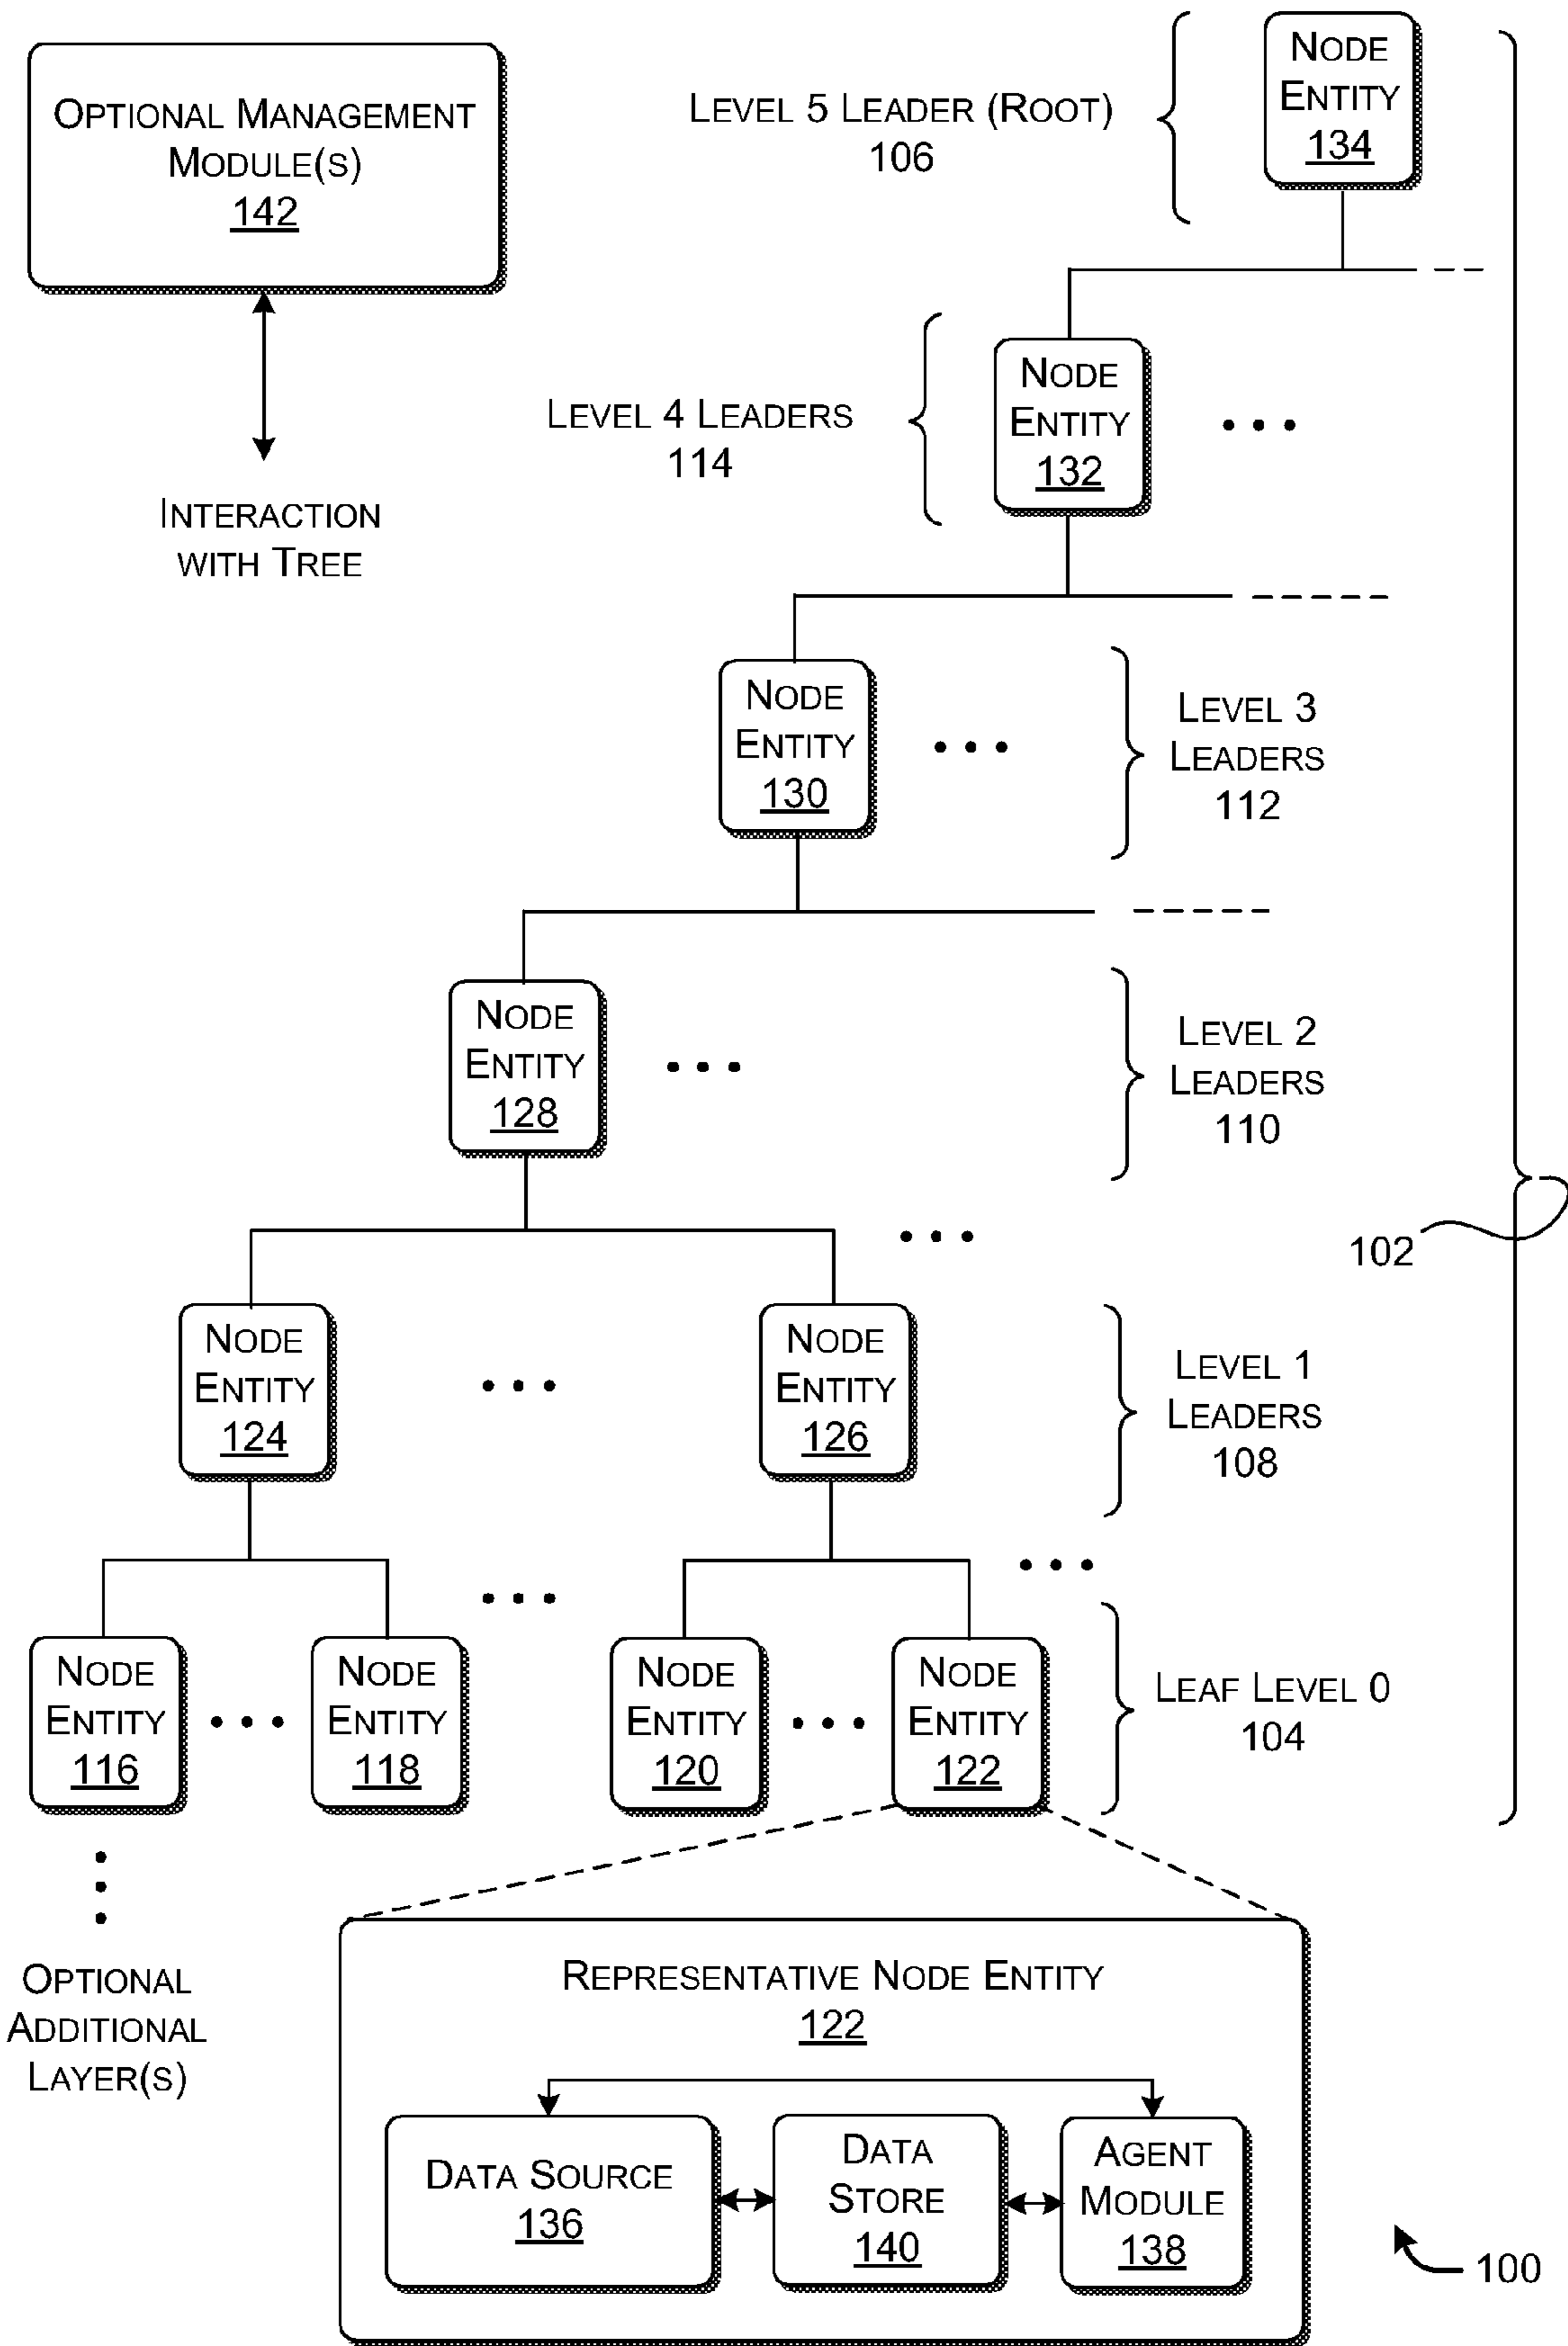 OPTIONAL MANAGEMENT
MODULE(S)
142
INTERACTION
WITH TREE
NODE
ENTITY
134
LEVEL 5 LEADER (ROOT)
106
NODE
ENTITY
132
LEVEL 4 LEADERS
114
• • •
NODE
ENTITY
130
• • •
LEVEL 3
LEADERS
112
NODE
ENTITY
128
• • •
LEVEL 2
LEADERS
110
• • •
102
NODE
ENTITY
124
• • •
NODE
ENTITY
126
LEVEL 1
LEADERS
108
• • •
• • •
NODE
ENTITY
116
• • •
NODE
ENTITY
118
NODE
ENTITY
120
• • •
NODE
ENTITY
122
LEAF LEVEL 0
104
OPTIONAL
ADDITIONAL
LAYER(S)
REPRESENTATIVE NODE ENTITY
122
DATA SOURCE
136
DATA
STORE
140
AGENT
MODULE
138
100